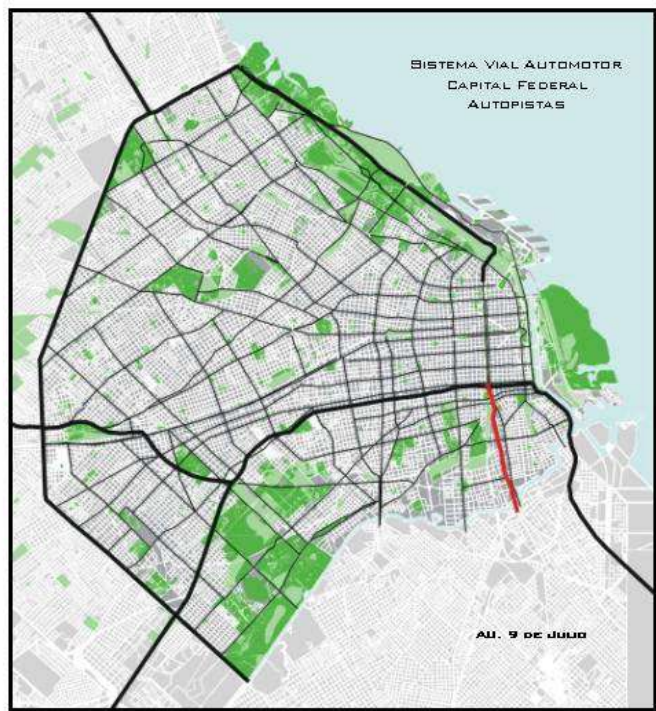 SISTEMA VIAL AUTOMOTOR
CAPITAL FEDERAL
AUTOPISTAS
AU. 9 DE JULIO